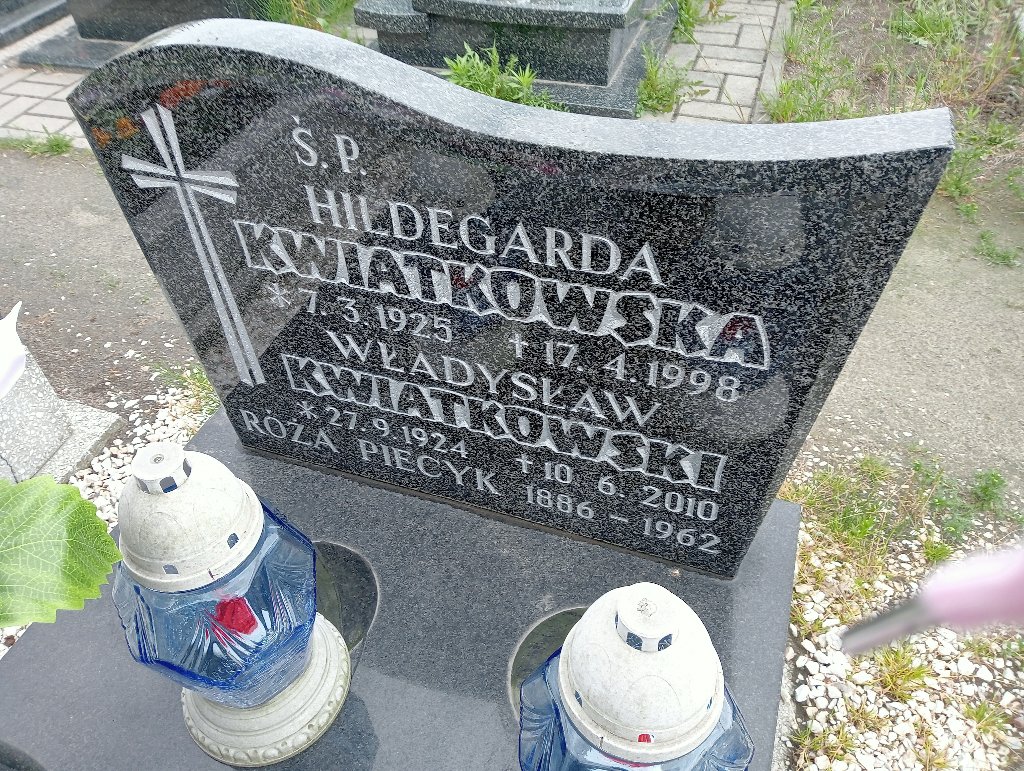 Ś.P.
HILDEGARDA
KWIATKOWSKA
* 7. 3. 1925 † 17. 4. 1998
WŁADYSŁAW
KWIATKOWSKI
* 27. 9. 1924 † 10. 6. 2010
RÓŻA PIECYK 1886 - 1962